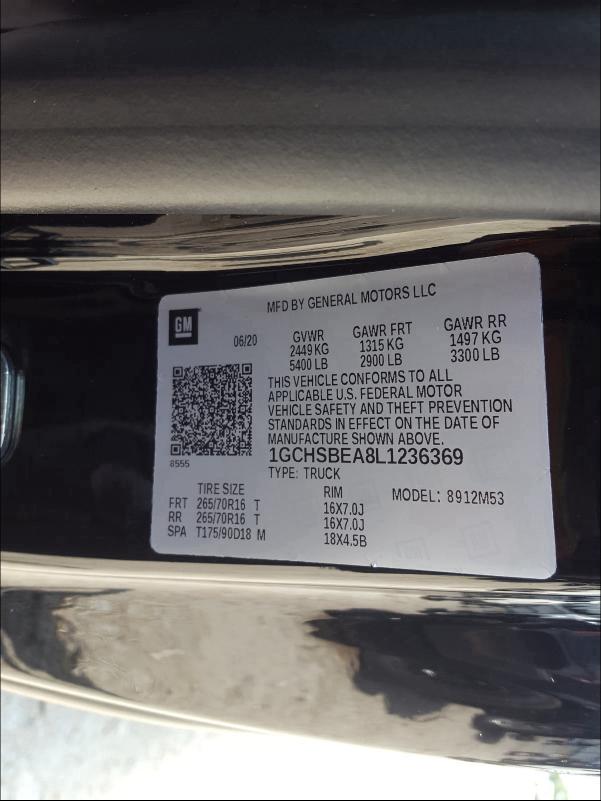 MFD BY GENERAL MOTORS LLC
GM
06/20
GVWR GAWR FRT GAWR RR
2449 KG 1315 KG 1497 KG
5400 LB 2900 LB 3300 LB
THIS VEHICLE CONFORMS TO ALL
APPLICABLE U.S. FEDERAL MOTOR
VEHICLE SAFETY AND THEFT PREVENTION
STANDARDS IN EFFECT ON THE DATE OF
MANUFACTURE SHOWN ABOVE.
8555
1GCHSBEA8L1236369
TYPE: TRUCK
TIRE SIZE RIM MODEL: 8912M53
FRT 265/70R16 T 16X7.0J
RR 265/70R16 T 16X7.0J
SPA T175/90D18 M 18X4.5B